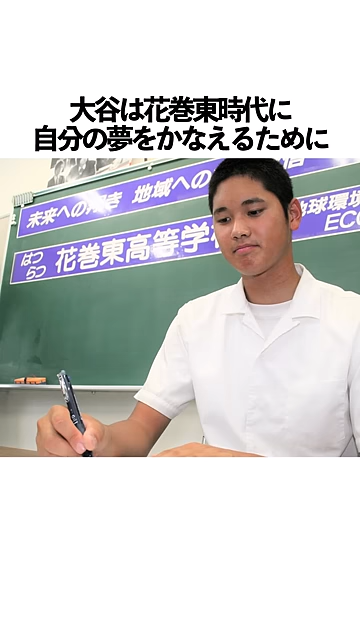 大谷は花巻東時代に
自分の夢をかなえるために
未来への 地域への
はつ
らつ
花巻東高等学
球環境
EC